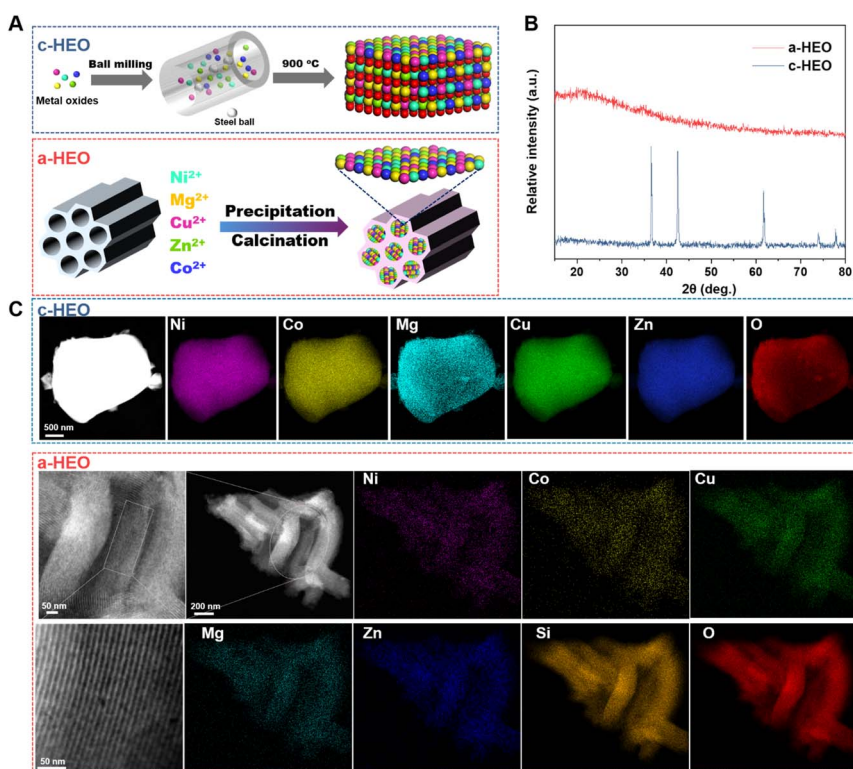 A
c-HEO
Ball milling
900 °C
Metal oxides
Steel ball
a-HEO
Ni²⁺
Mg²⁺
Cu²⁺
Zn²⁺
Co²⁺
Precipitation
Calcination
B
Relative intensity (a.u.)
a-HEO
c-HEO
20 30 40 50 60 70 80
2θ (deg.)
C
c-HEO
Ni Co Mg Cu Zn O
500 nm
a-HEO
Ni Co Cu
50 nm 200 nm
Mg Zn Si O
50 nm